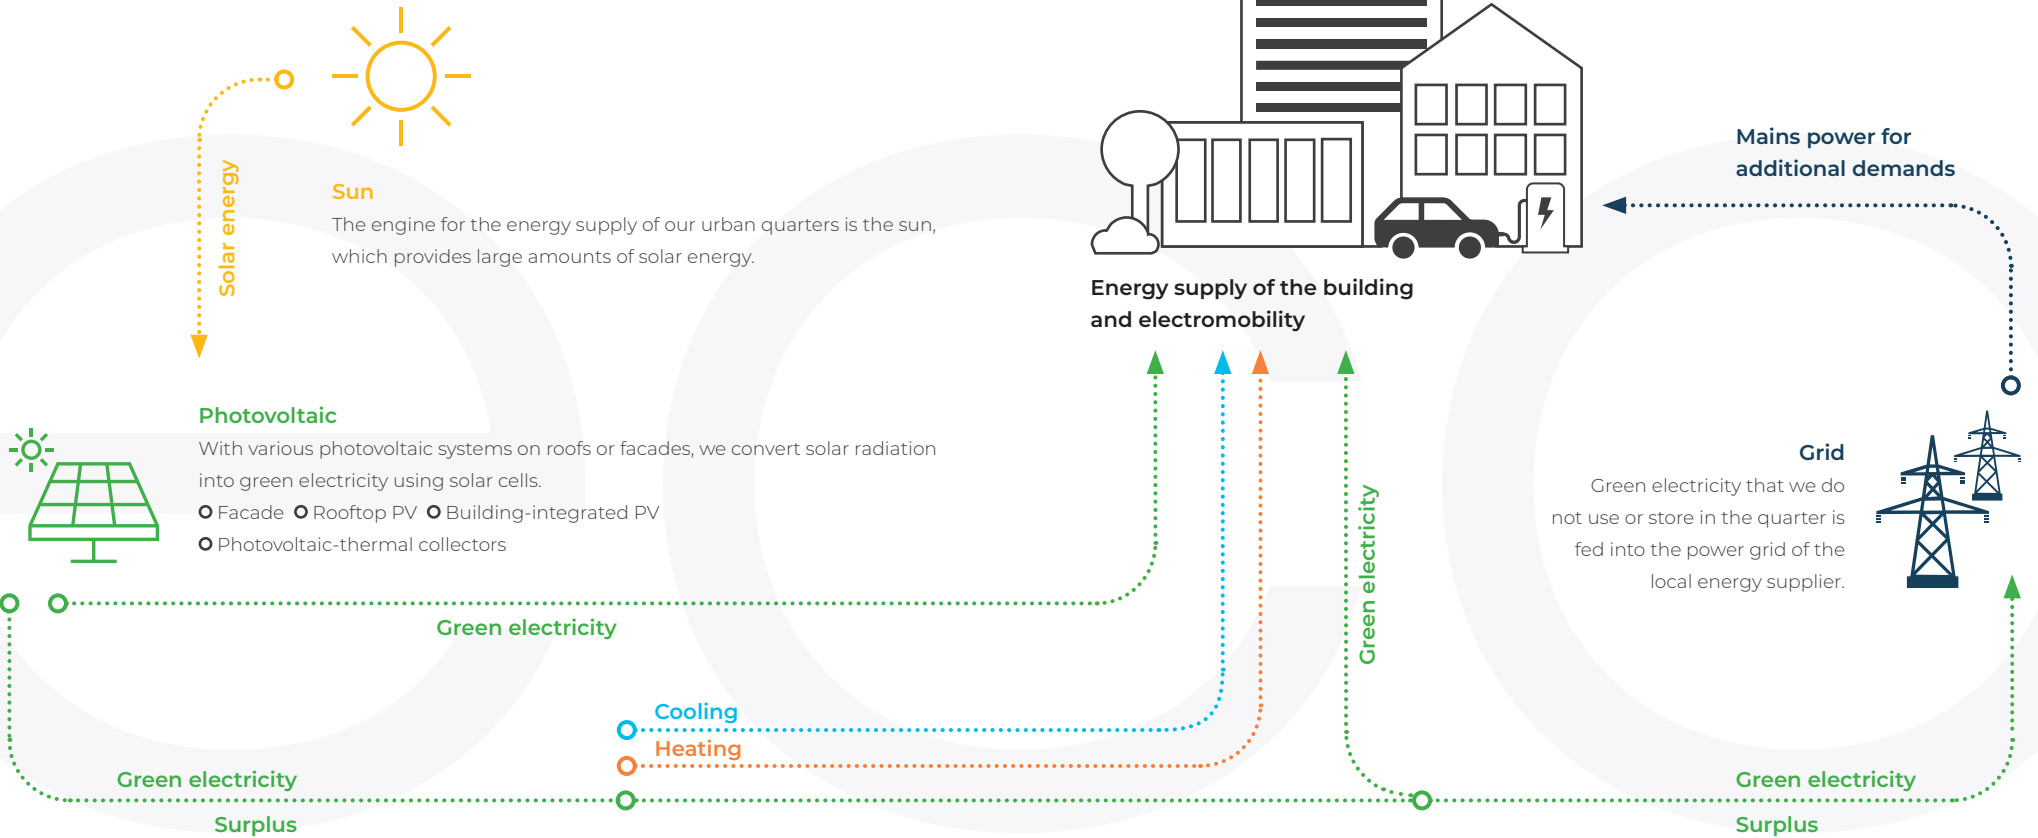 Solar energy
Sun
The engine for the energy supply of our urban quarters is the sun,
which provides large amounts of solar energy.
Energy supply of the building
and electromobility
Mains power for
additional demands
Photovoltaic
With various photovoltaic systems on roofs or facades, we convert solar radiation
into green electricity using solar cells.
Facade Rooftop PV Building-integrated PV
Photovoltaic-thermal collectors
Green electricity
Green electricity
Grid
Green electricity that we do
not use or store in the quarter is
fed into the power grid of the
local energy supplier.
Cooling
Heating
Green electricity
Surplus
Green electricity
Surplus